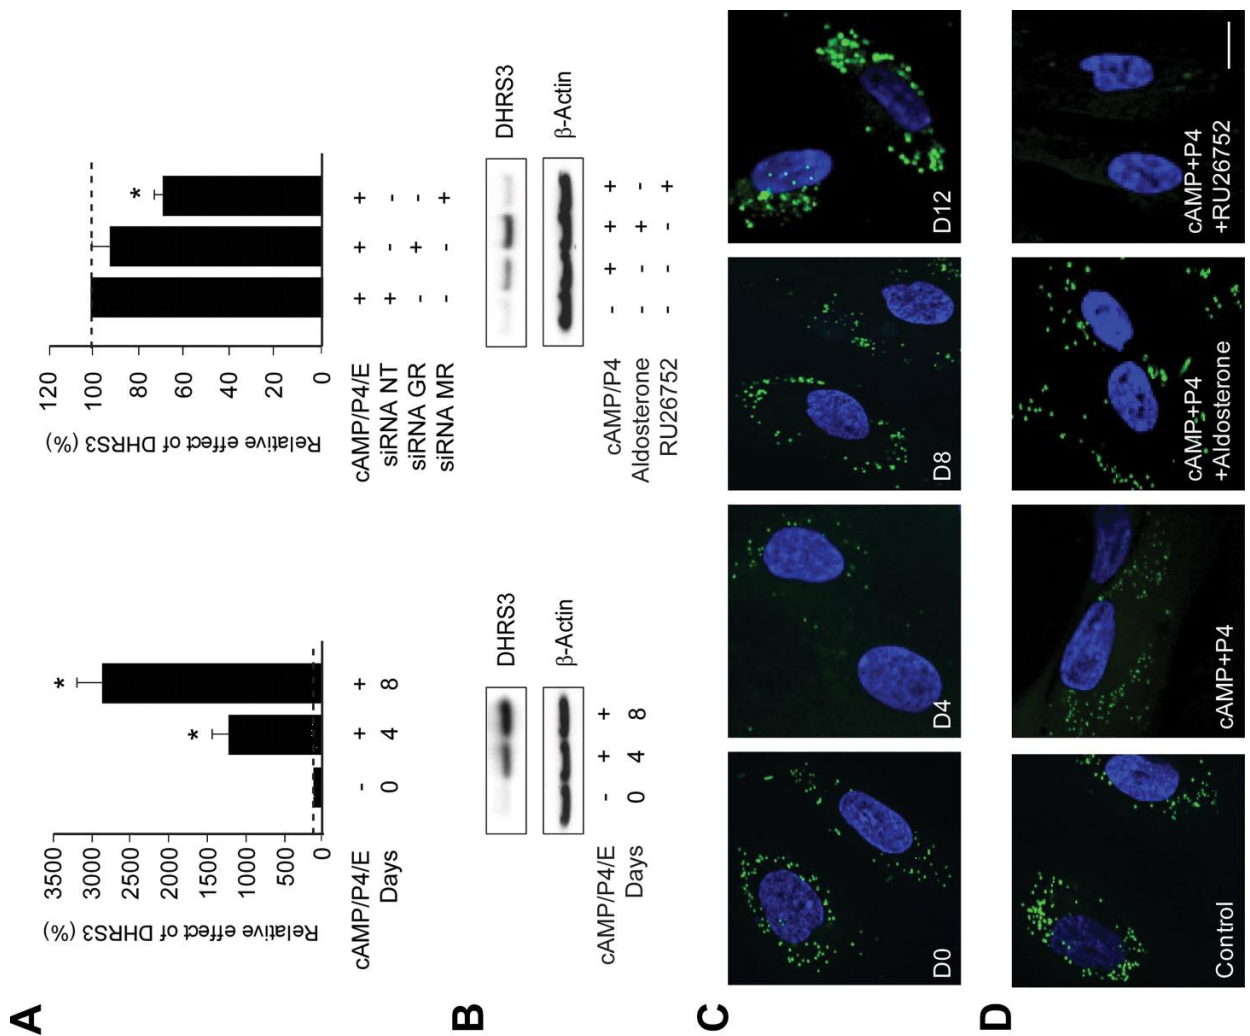 A
Relative effect of DHRS3 (%)
3500
3000
2500
2000
1500
1000
500
0
*
*
cAMP/P4/E - + +
Days 0 4 8
Relative effect of DHRS3 (%)
120
100
80
60
40
20
0
*
cAMP/P4/E + + +
siRNA NT + - -
siRNA GR - + -
siRNA MR - - +
B
DHRS3
β-Actin
cAMP/P4/E - + +
Days 0 4 8
DHRS3
β-Actin
cAMP/P4 - + + +
Aldosterone - - + -
RU26752 - - - +
C
D0
D4
D8
D12
D
Control
cAMP+P4
cAMP+P4
+Aldosterone
cAMP+P4
+RU26752